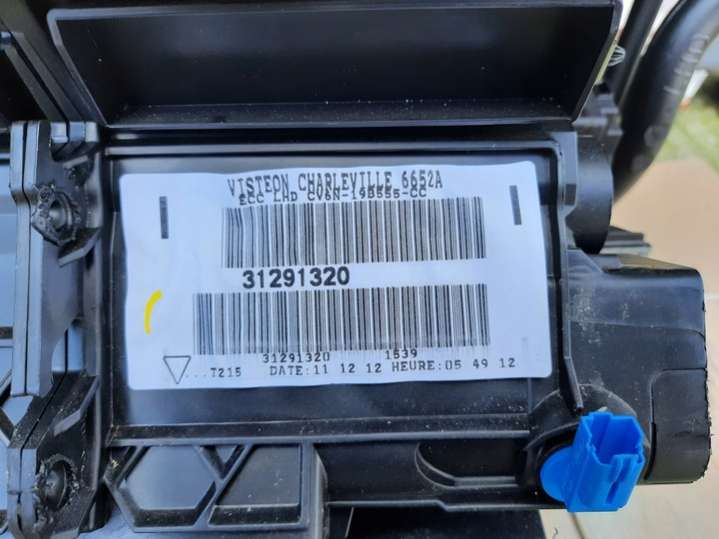 VISTEON CHARLEVILLE 6652A
ECC LHD CV6N-19B555-CC
31291320
31291320 1539
...T215 DATE:11 12 12 HEURE:05 49 12